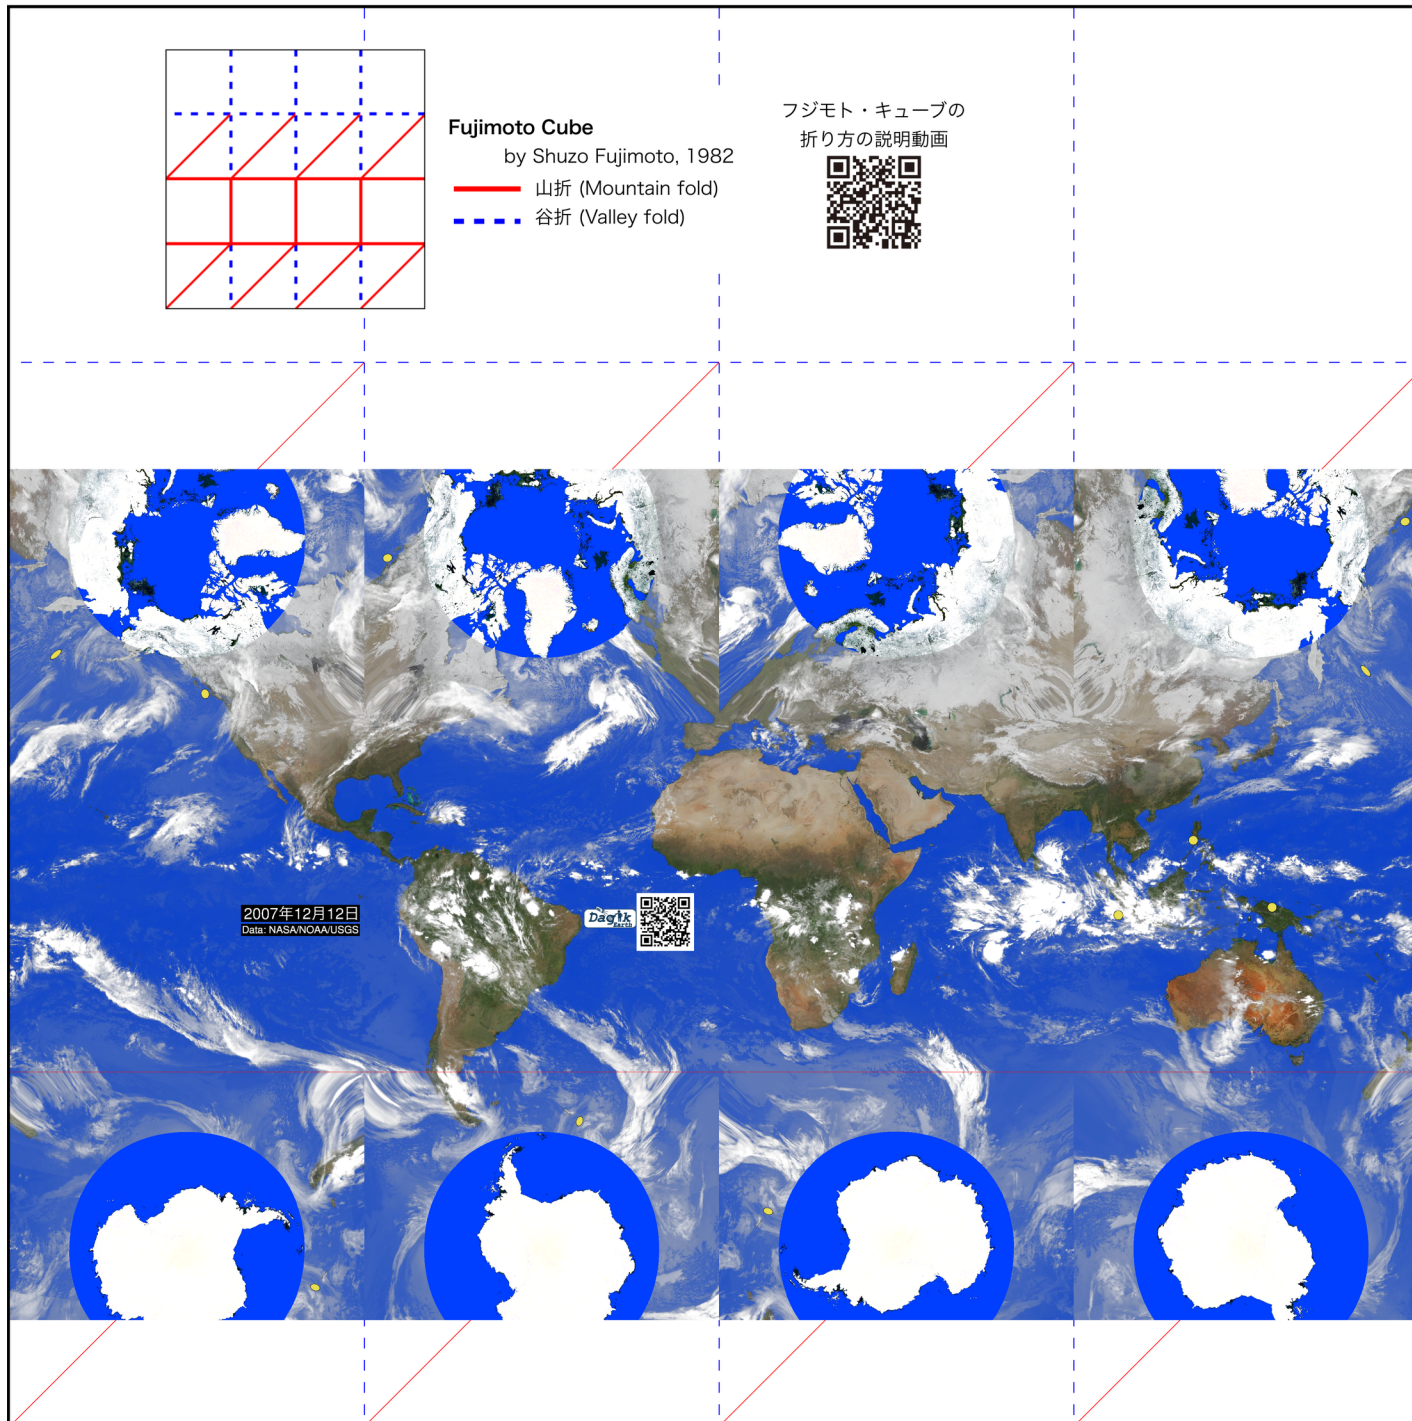 Fujimoto Cube
by Shuzo Fujimoto, 1982
山折 (Mountain fold)
谷折 (Valley fold)
フジモト・キューブの
折り方の説明動画
2007年12月12日
Data: NASA/NOAA/USGS
Dagik
Earth